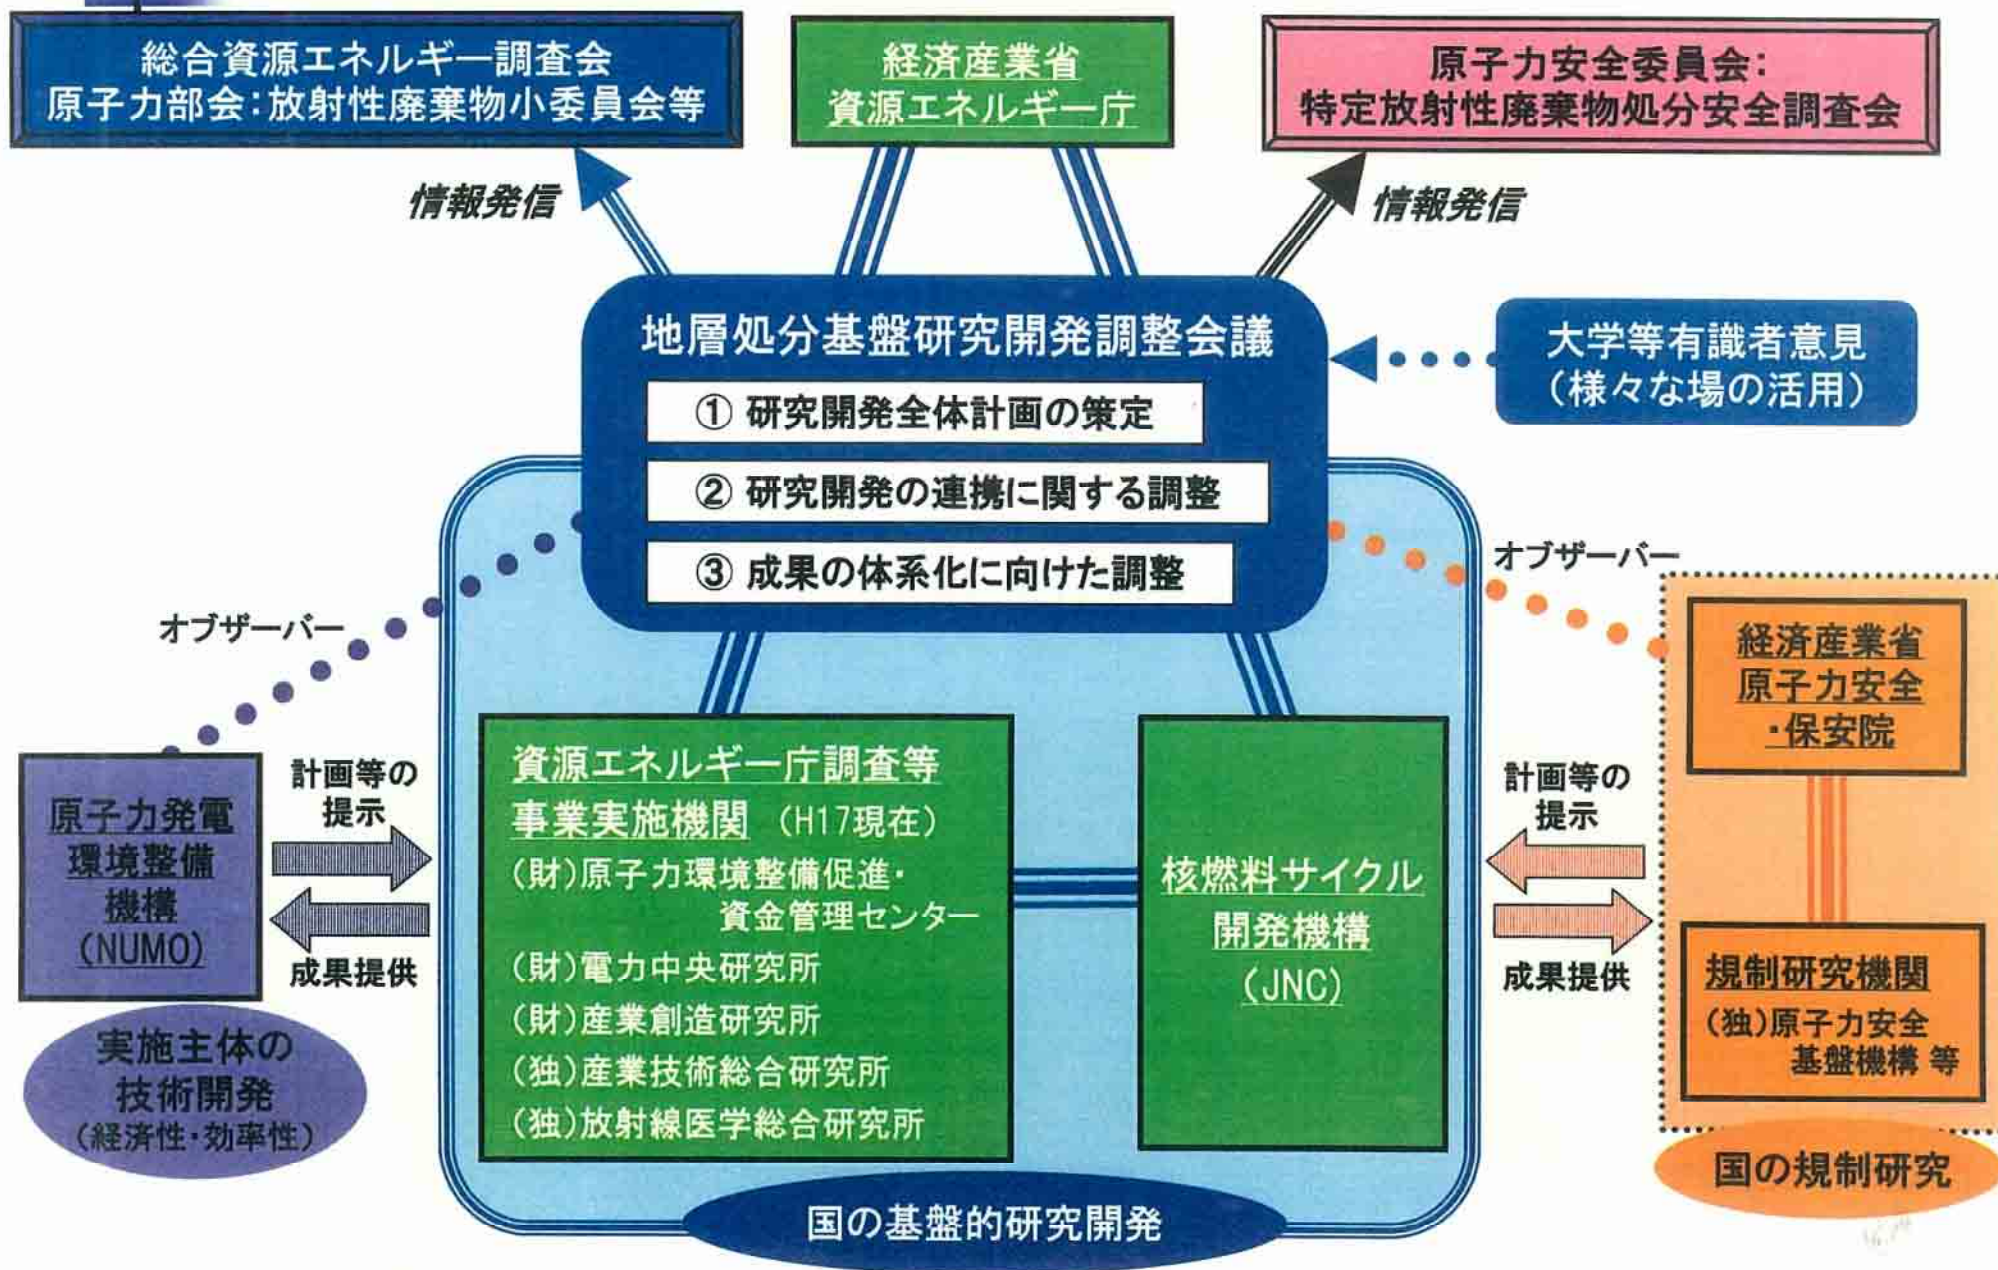 総合資源エネルギー調査会
原子力部会：放射性廃棄物小委員会等
経済産業省
資源エネルギー庁
原子力安全委員会：
特定放射性廃棄物処分安全調査会
情報発信
情報発信
地層処分基盤研究開発調整会議
① 研究開発全体計画の策定
② 研究開発の連携に関する調整
③ 成果の体系化に向けた調整
大学等有識者意見
（様々な場の活用）
オブザーバー
オブザーバー
原子力発電
環境整備
機構
(NUMO)
計画等の
提示
成果提供
実施主体の
技術開発
（経済性・効率性）
資源エネルギー庁調査等
事業実施機関 （H17現在）
（財）原子力環境整備促進・
資金管理センター
（財）電力中央研究所
（財）産業創造研究所
（独）産業技術総合研究所
（独）放射線医学総合研究所
核燃料サイクル
開発機構
(JNC)
国の基盤的研究開発
計画等の
提示
成果提供
経済産業省
原子力安全
・保安院
規制研究機関
（独）原子力安全
基盤機構 等
国の規制研究